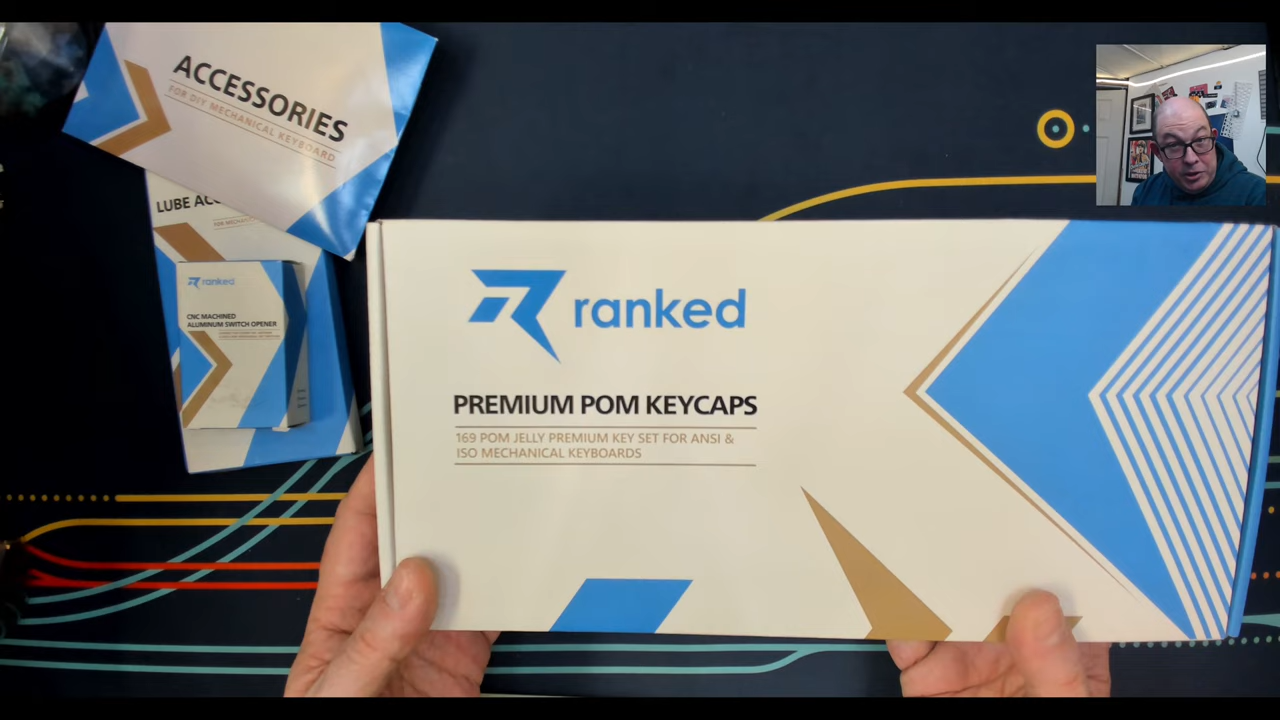 ACCESSORIES
FOR DIY MECHANICAL KEYBOARD
LUBE
ranked
CNC MACHINED
ALUMINUM SWITCH OPENER
ranked
PREMIUM POM KEYCAPS
169 POM JELLY PREMIUM KEY SET FOR ANSI &
ISO MECHANICAL KEYBOARDS